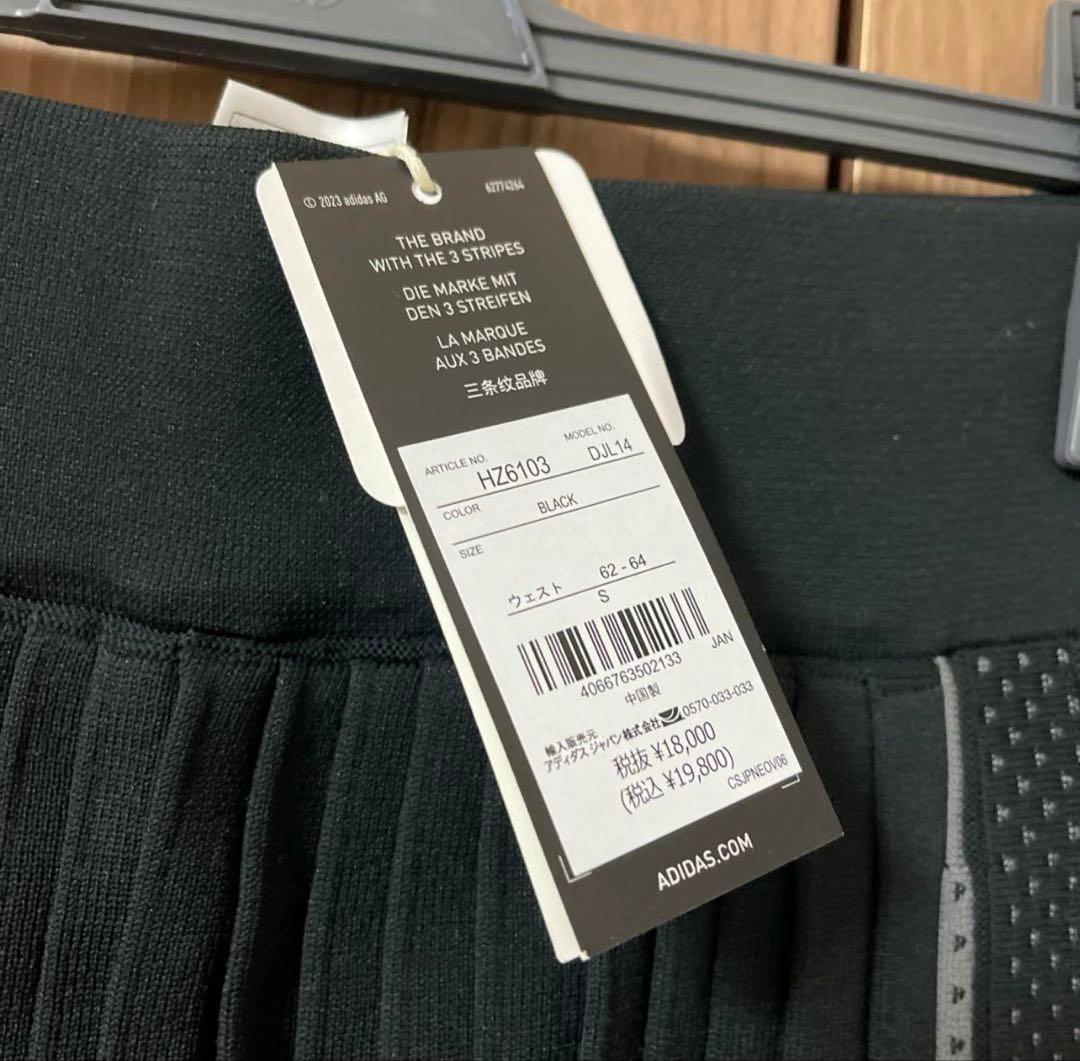 © 2023 adidas AG
62774264
THE BRAND
WITH THE 3 STRIPES
DIE MARKE MIT
DEN 3 STREIFEN
LA MARQUE
AUX 3 BANDES
三条纹品牌
ARTICLE NO.
MODEL NO.
HZ6103
DJL14
COLOR
BLACK
SIZE
ウェスト 62 - 64
S
4066763502133
JAN
中国製
輸入販売元
アディダス ジャパン株式会社 0570-033-033
税抜 ¥18,000
(税込 ¥19,800)
CSJPNEOV06
ADIDAS.COM